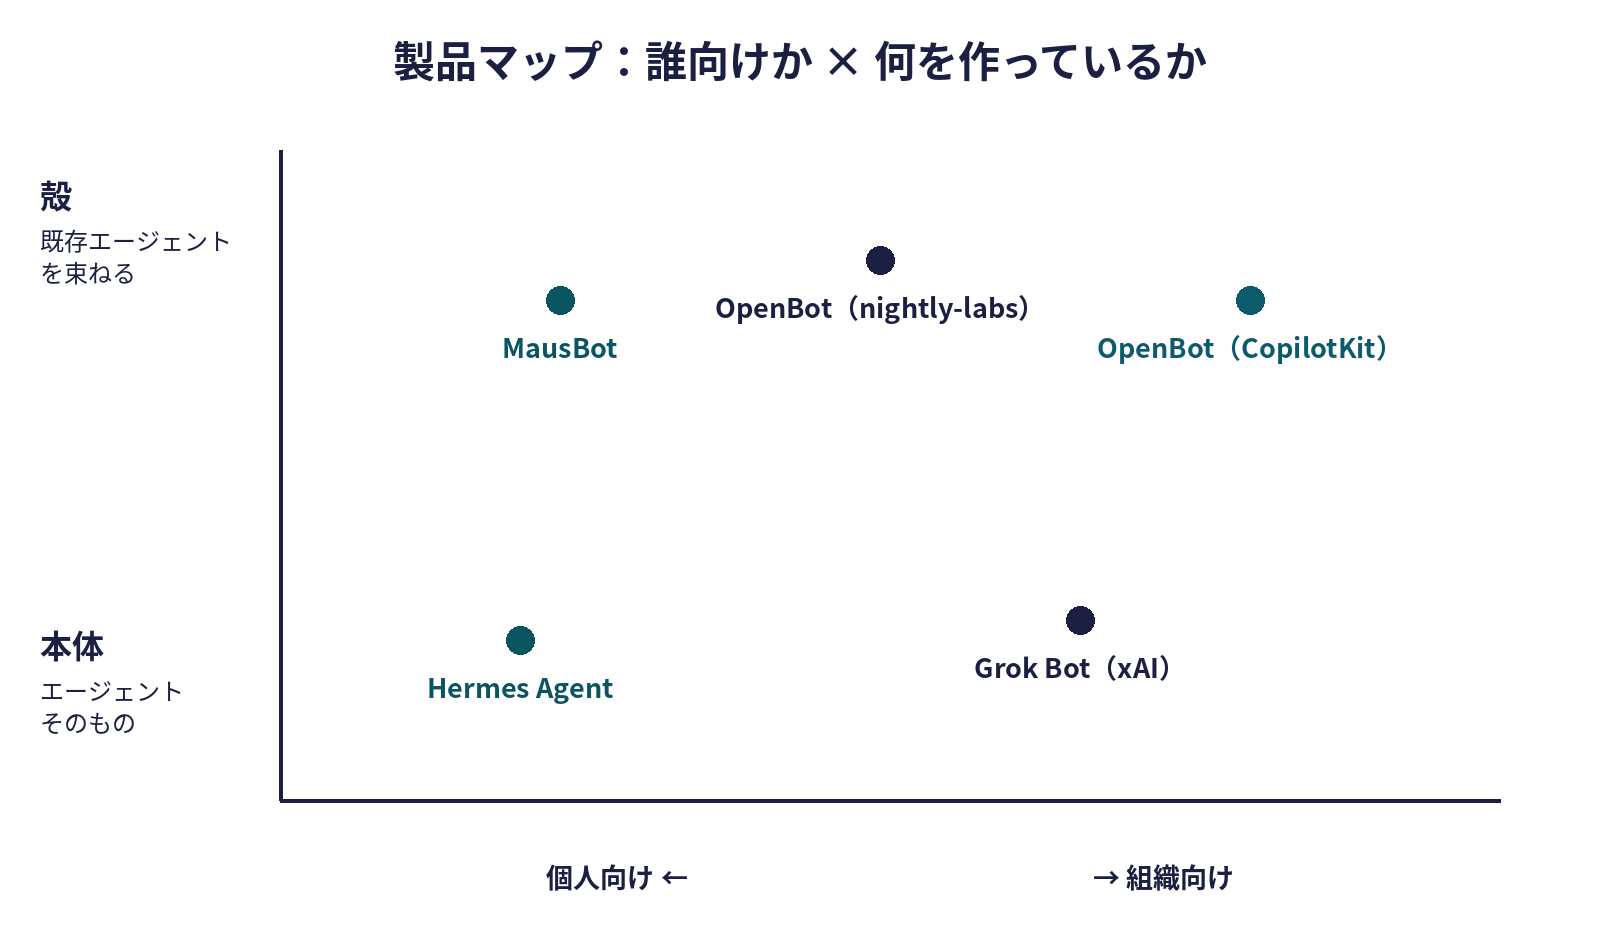 製品マップ：誰向けか × 何を作っているか
殻
既存エージェント
を束ねる
OpenBot（nightly-labs）
MausBot
OpenBot（CopilotKit）
本体
エージェント
そのもの
Grok Bot（xAI）
Hermes Agent
個人向け ←
→ 組織向け